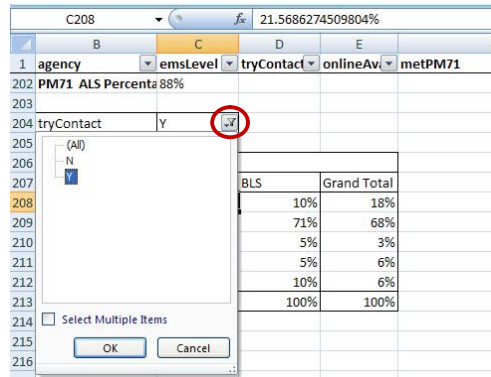 C208 fx 21.5686274509804%
B C D E
1 agency emsLevel tryContact onlineAva metPM71
202 PM71 ALS Percenta 88%
203
204 tryContact Y
205 (All)
206 N
207 Y BLS Grand Total
208 10% 18%
209 71% 68%
210 5% 3%
211 5% 6%
212 10% 6%
213 100% 100%
214 Select Multiple Items
215 OK Cancel
216